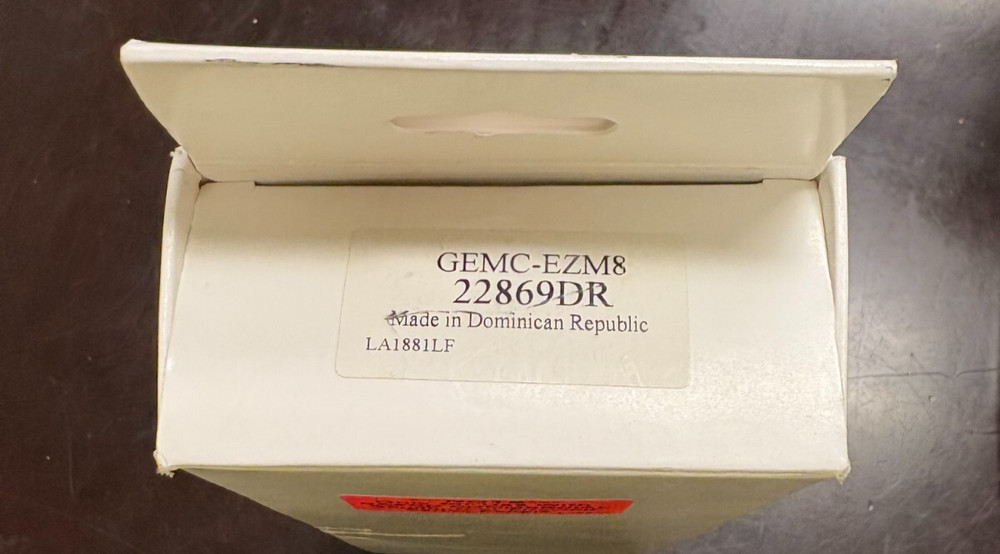 GEMC-EZM8
22869DR
Made in Dominican Republic
LA1881LF